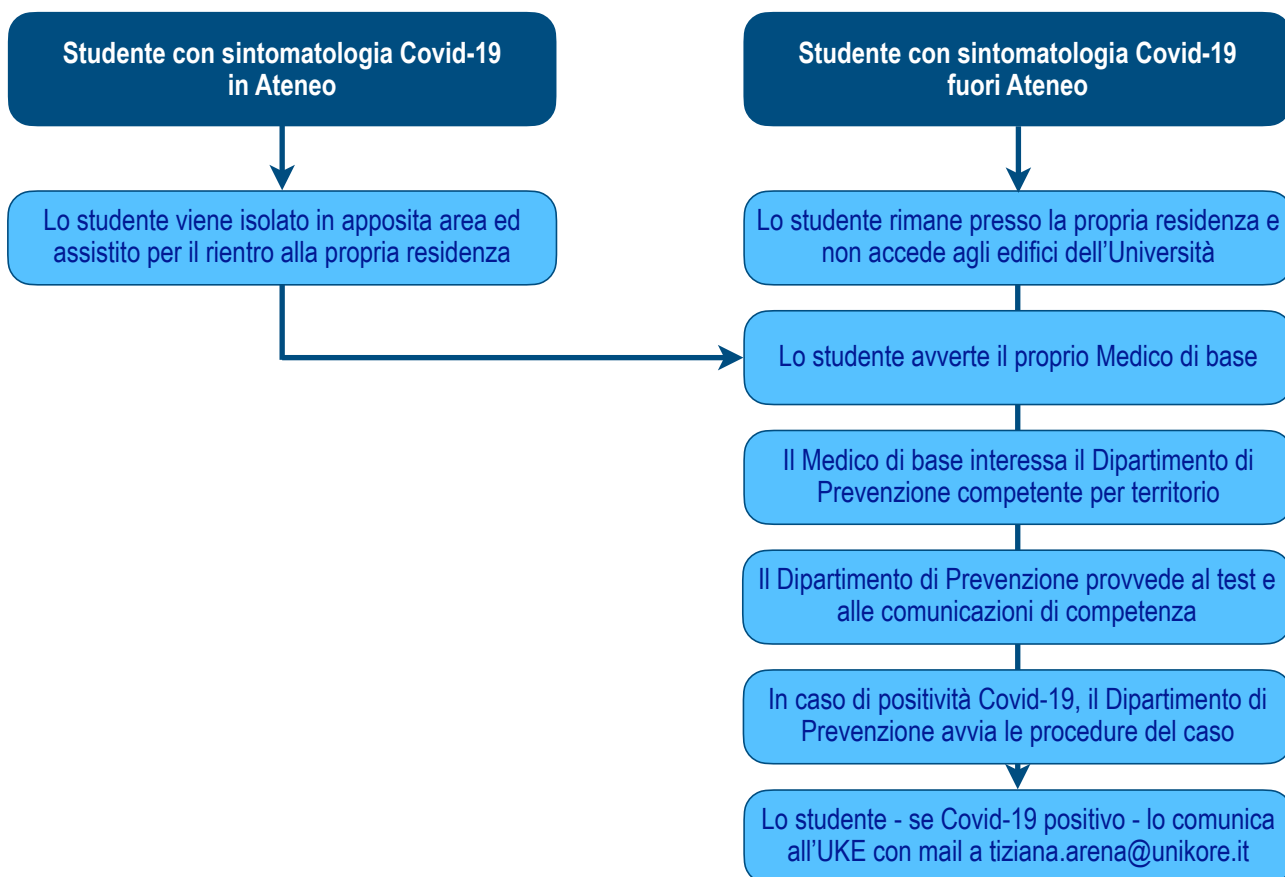 Studente con sintomatologia Covid-19
in Ateneo
Studente con sintomatologia Covid-19
fuori Ateneo
Lo studente viene isolato in apposita area ed
assistito per il rientro alla propria residenza
Lo studente rimane presso la propria residenza e
non accede agli edifici dell’Università
Lo studente avverte il proprio Medico di base
Il Medico di base interessa il Dipartimento di
Prevenzione competente per territorio
Il Dipartimento di Prevenzione provvede al test e
alle comunicazioni di competenza
In caso di positività Covid-19, il Dipartimento di
Prevenzione avvia le procedure del caso
Lo studente - se Covid-19 positivo - lo comunica
all’UKE con mail a tiziana.arena@unikore.it